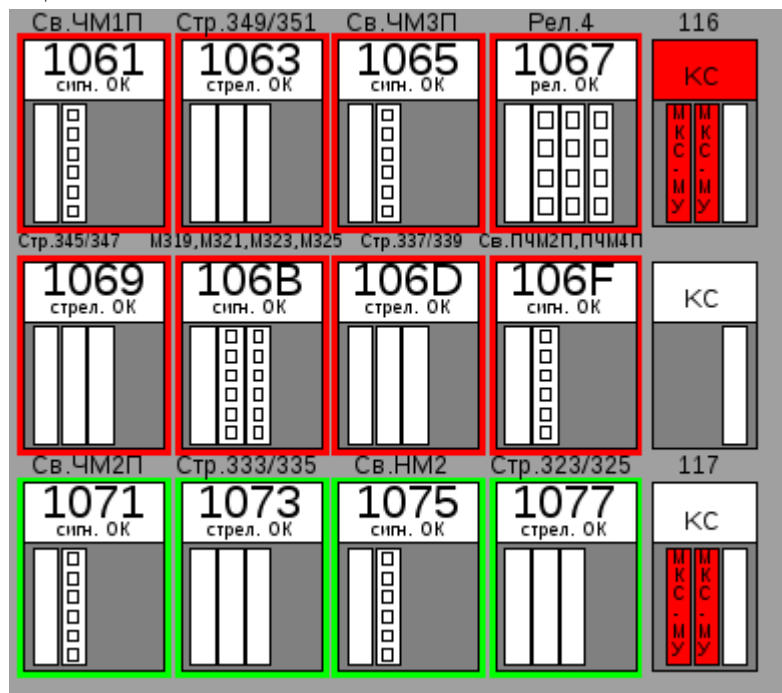 Св.ЧМ1П Стр.349/351 Св.ЧМ3П Рел.4 116
1061 1063 1065 1067 КС
сигн. ОК стрел. ОК сигн. ОК рел. ОК
МКС-МУ МКС-МУ
Стр.345/347 М319,М321,М323,М325 Стр.337/339 Св.ПЧМ2П,ПЧМ4П
1069 106B 106D 106F КС
стрел. ОК сигн. ОК стрел. ОК сигн. ОК
Св.ЧМ2П Стр.333/335 Св.НМ2 Стр.323/325 117
1071 1073 1075 1077 КС
сигн. ОК стрел. ОК сигн. ОК стрел. ОК
МКС-МУ МКС-МУ